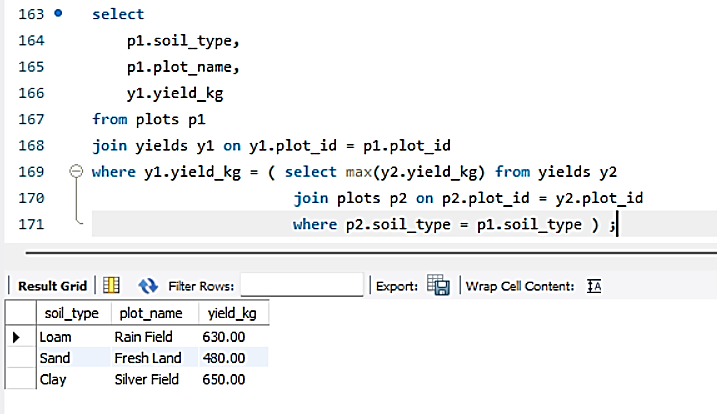 163 select
164 p1.soil_type,
165 p1.plot_name,
166 y1.yield_kg
167 from plots p1
168 join yields y1 on y1.plot_id = p1.plot_id
169 where y1.yield_kg = ( select max(y2.yield_kg) from yields y2
170 join plots p2 on p2.plot_id = y2.plot_id
171 where p2.soil_type = p1.soil_type ) ;
Result Grid Filter Rows: Export: Wrap Cell Content: IA
soil_type plot_name yield_kg
Loam Rain Field 630.00
Sand Fresh Land 480.00
Clay Silver Field 650.00